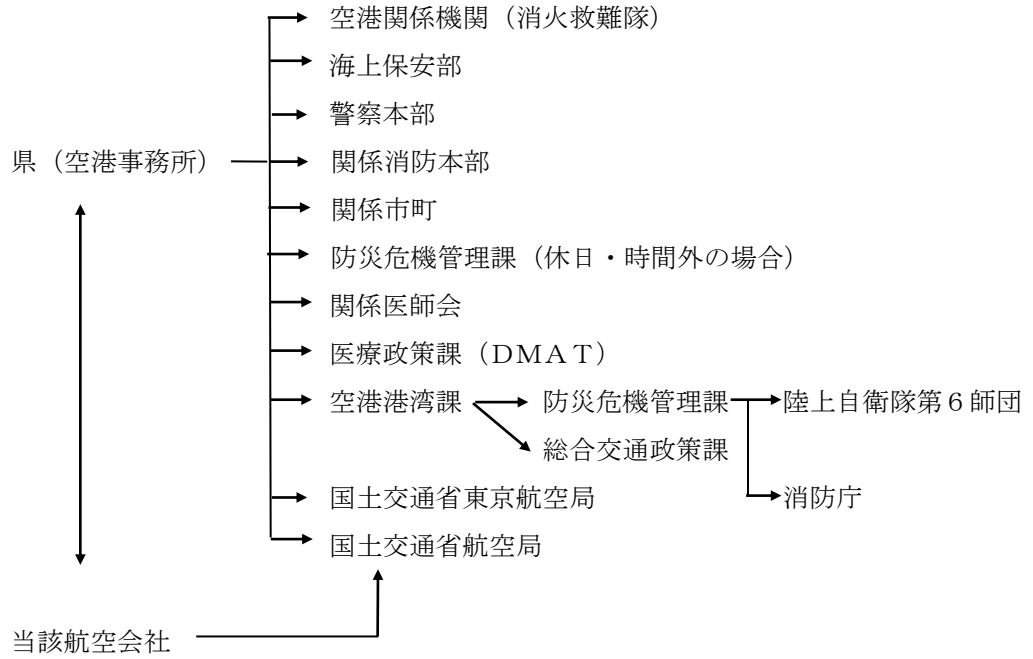 空港関係機関（消火救難隊）
海上保安部
警察本部
県（空港事務所）
関係消防本部
関係市町
防災危機管理課（休日・時間外の場合）
関係医師会
医療政策課（ＤＭＡＴ）
空港港湾課
防災危機管理課
陸上自衛隊第６師団
総合交通政策課
国土交通省東京航空局
消防庁
国土交通省航空局
当該航空会社